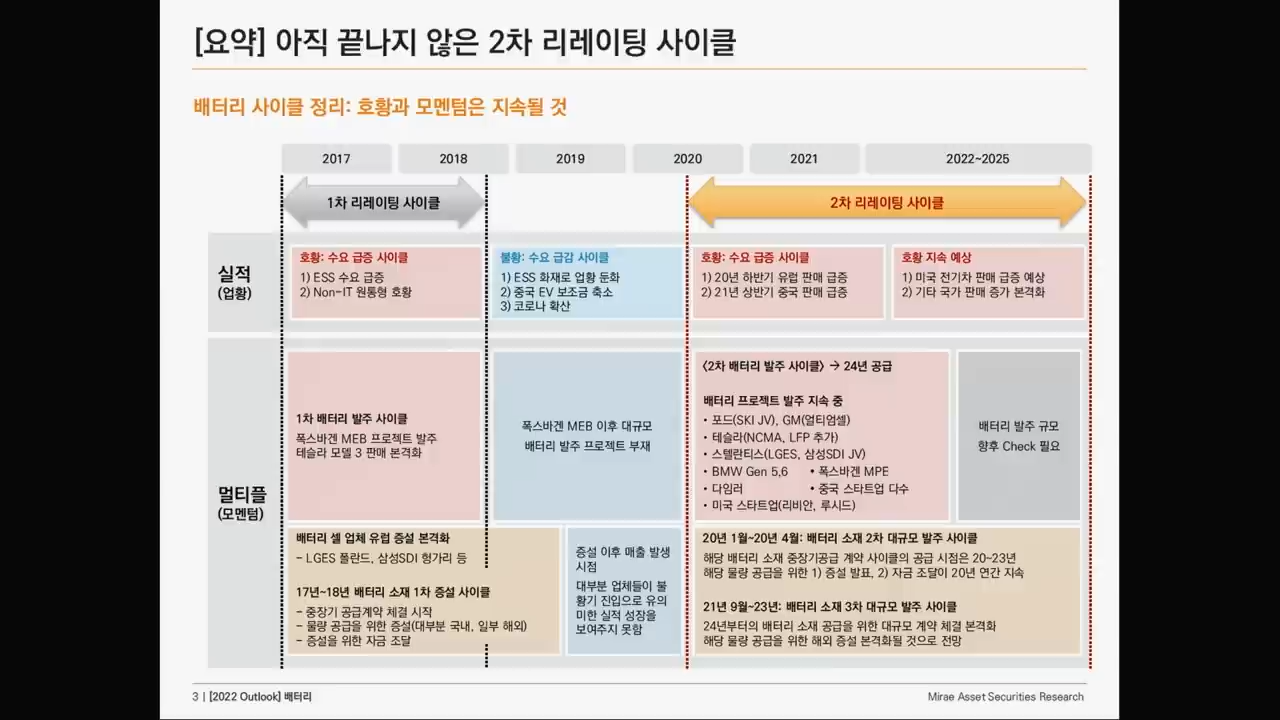 [요약] 아직 끝나지 않은 2차 리레이팅 사이클
배터리 사이클 정리: 호황과 모멘텀은 지속될 것
2017
2018
2019
2020
2021
2022~2025
1차 리레이팅 사이클
2차 리레이팅 사이클
실적
(업황)
호황: 수요 급증 사이클
1) ESS 수요 급증
2) Non-IT 원통형 호황
불황: 수요 급감 사이클
1) ESS 화재로 업황 둔화
2) 중국 EV 보조금 축소
3) 코로나 확산
호황: 수요 급증 사이클
1) 20년 하반기 유럽 판매 급증
2) 21년 상반기 중국 판매 급증
호황 지속 예상
1) 미국 전기차 판매 급증 예상
2) 기타 국가 판매 증가 본격화
멀티플
(모멘텀)
1차 배터리 발주 사이클
폭스바겐 MEB 프로젝트 발주
테슬라 모델 3 판매 본격화
폭스바겐 MEB 이후 대규모
배터리 발주 프로젝트 부재
<2차 배터리 발주 사이클> → 24년 공급
배터리 프로젝트 발주 지속 중
• 포드(SKI JV), GM(얼티엄셀)
• 테슬라(NCMA, LFP 추가)
• 스텔란티스(LGES, 삼성SDI JV)
• BMW Gen 5,6 • 폭스바겐 MPE
• 다임러 • 중국 스타트업 다수
• 미국 스타트업(리비안, 루시드)
배터리 발주 규모
향후 Check 필요
배터리 셀 업체 유럽 증설 본격화
- LGES 폴란드, 삼성SDI 헝가리 등
17년~18년 배터리 소재 1차 증설 사이클
- 중장기 공급계약 체결 시작
- 물량 공급을 위한 증설(대부분 국내, 일부 해외)
- 증설을 위한 자금 조달
증설 이후 매출 발생
시점
대부분 업체들이 불
황기 진입으로 유의
미한 실적 성장을
보여주지 못함
20년 1월~20년 4월: 배터리 소재 2차 대규모 발주 사이클
해당 배터리 소재 중장기공급 계약 사이클의 공급 시점은 20~23년
해당 물량 공급을 위한 1) 증설 발표, 2) 자금 조달이 20년 연간 지속
21년 9월~23년: 배터리 소재 3차 대규모 발주 사이클
24년부터의 배터리 소재 공급을 위한 대규모 계약 체결 본격화
해당 물량 공급을 위한 해외 증설 본격화될 것으로 전망
3 | [2022 Outlook] 배터리
Mirae Asset Securities Research